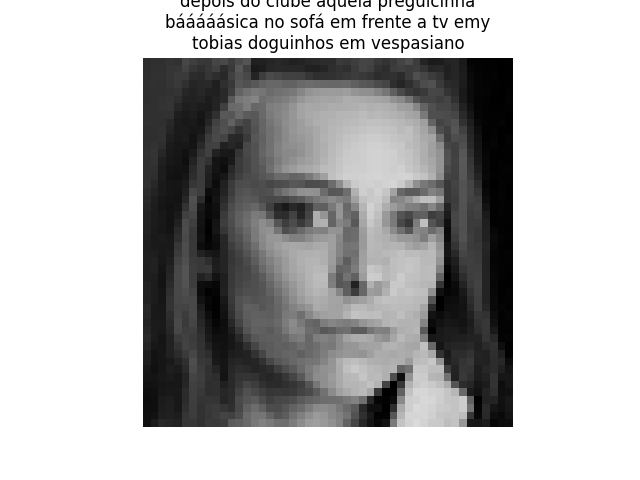 depois do clube aquela preguicinha
báááááásica no sofá em frente a tv emy
tobias doguinhos em vespasiano